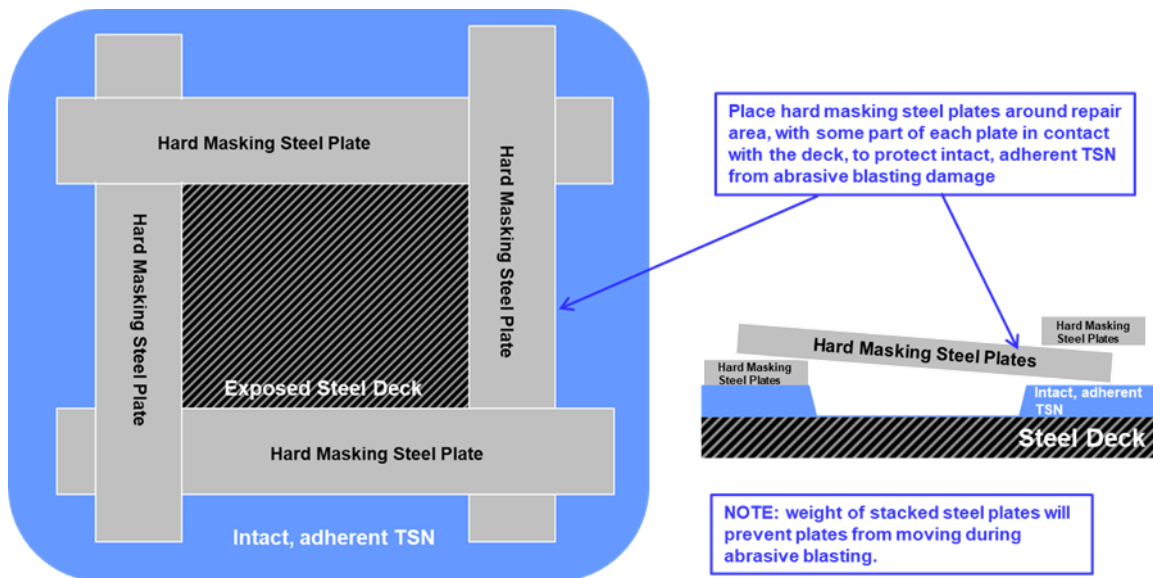 Hard Masking Steel Plate
Hard Masking Steel Plate
Hard Masking Steel Plate
Exposed Steel Deck
Hard Masking Steel Plate
Intact, adherent TSN
Place hard masking steel plates around repair
area, with some part of each plate in contact
with the deck, to protect intact, adherent TSN
from abrasive blasting damage
Hard Masking
Steel Plates
Hard Masking Steel Plates
Hard Masking
Steel Plates
Intact, adherent
TSN
Steel Deck
NOTE: weight of stacked steel plates will
prevent plates from moving during
abrasive blasting.